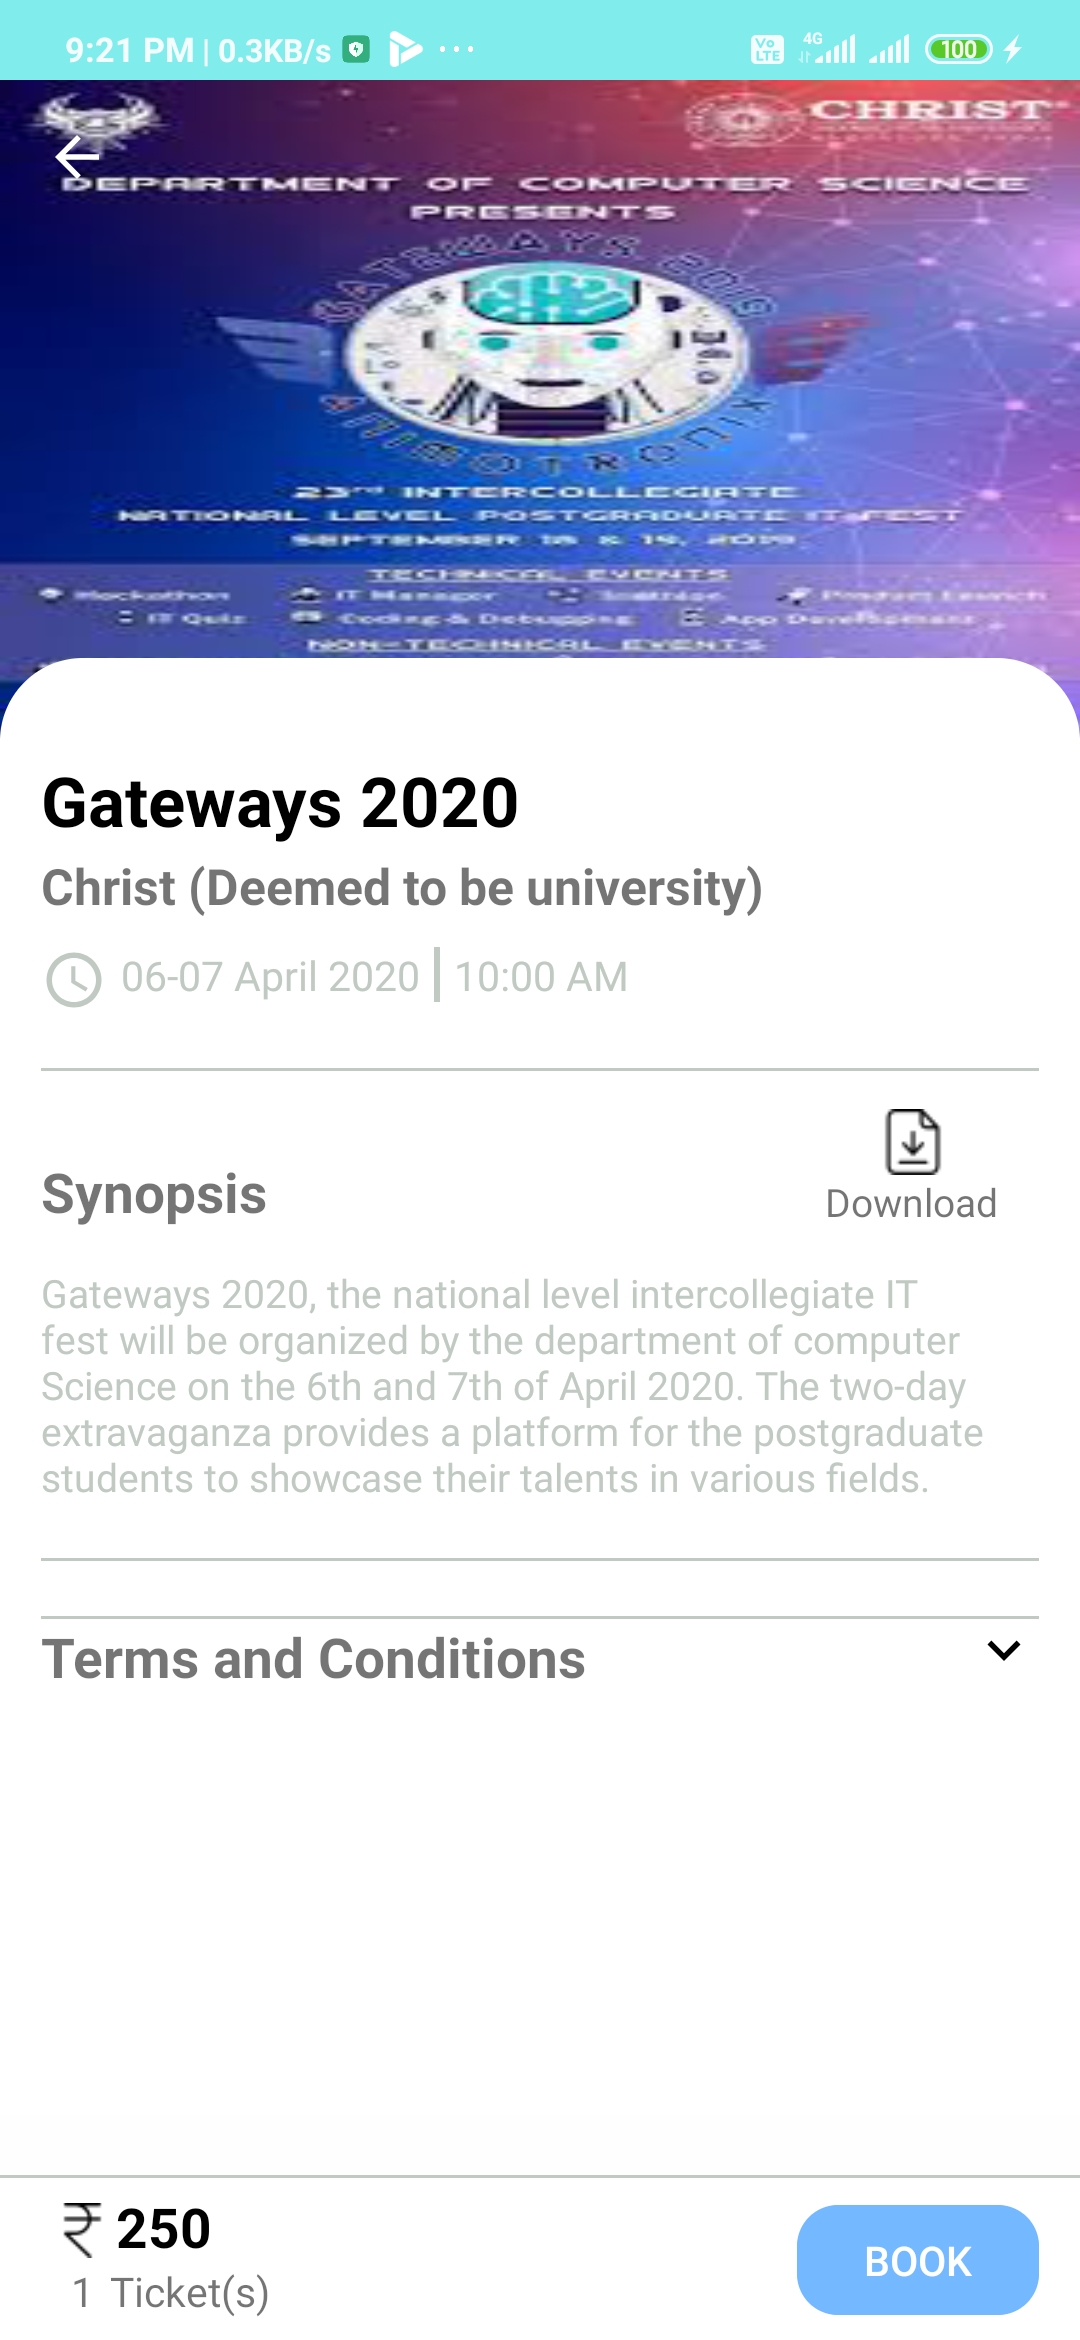 9:21 PM | 0.3KB/s
Vo LTE 4G 100
CHRIST
DEPARTMENT OF COMPUTER SCIENCE
PRESENTS
GATEWAYS 2019
23rd INTERCOLLEGIATE
NATIONAL LEVEL POSTGRADUATE IT FEST
SEPTEMBER 18 & 19, 2019
TECHNICAL EVENTS
Hackathon IT Manager Product Launch
IT Quiz Coding & Debugging App Development
NON-TECHNICAL EVENTS
Gateways 2020
Christ (Deemed to be university)
06-07 April 2020 | 10:00 AM
Download
Synopsis
Gateways 2020, the national level intercollegiate IT
fest will be organized by the department of computer
Science on the 6th and 7th of April 2020. The two-day
extravaganza provides a platform for the postgraduate
students to showcase their talents in various fields.
Terms and Conditions
₹ 250
1 Ticket(s)
BOOK